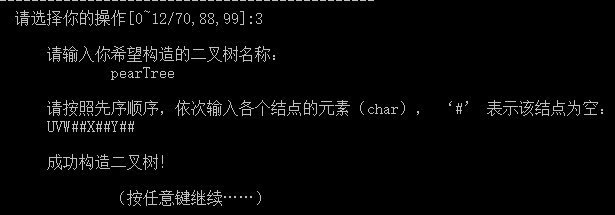 请选择你的操作[0~12/70,88,99]:3
请输入你希望构造的二叉树名称:
pearTree
请按照先序顺序，依次输入各个结点的元素（char），　‘#’　表示该结点为空:
UVW##X##Y##
成功构造二叉树!
（按任意键继续……）